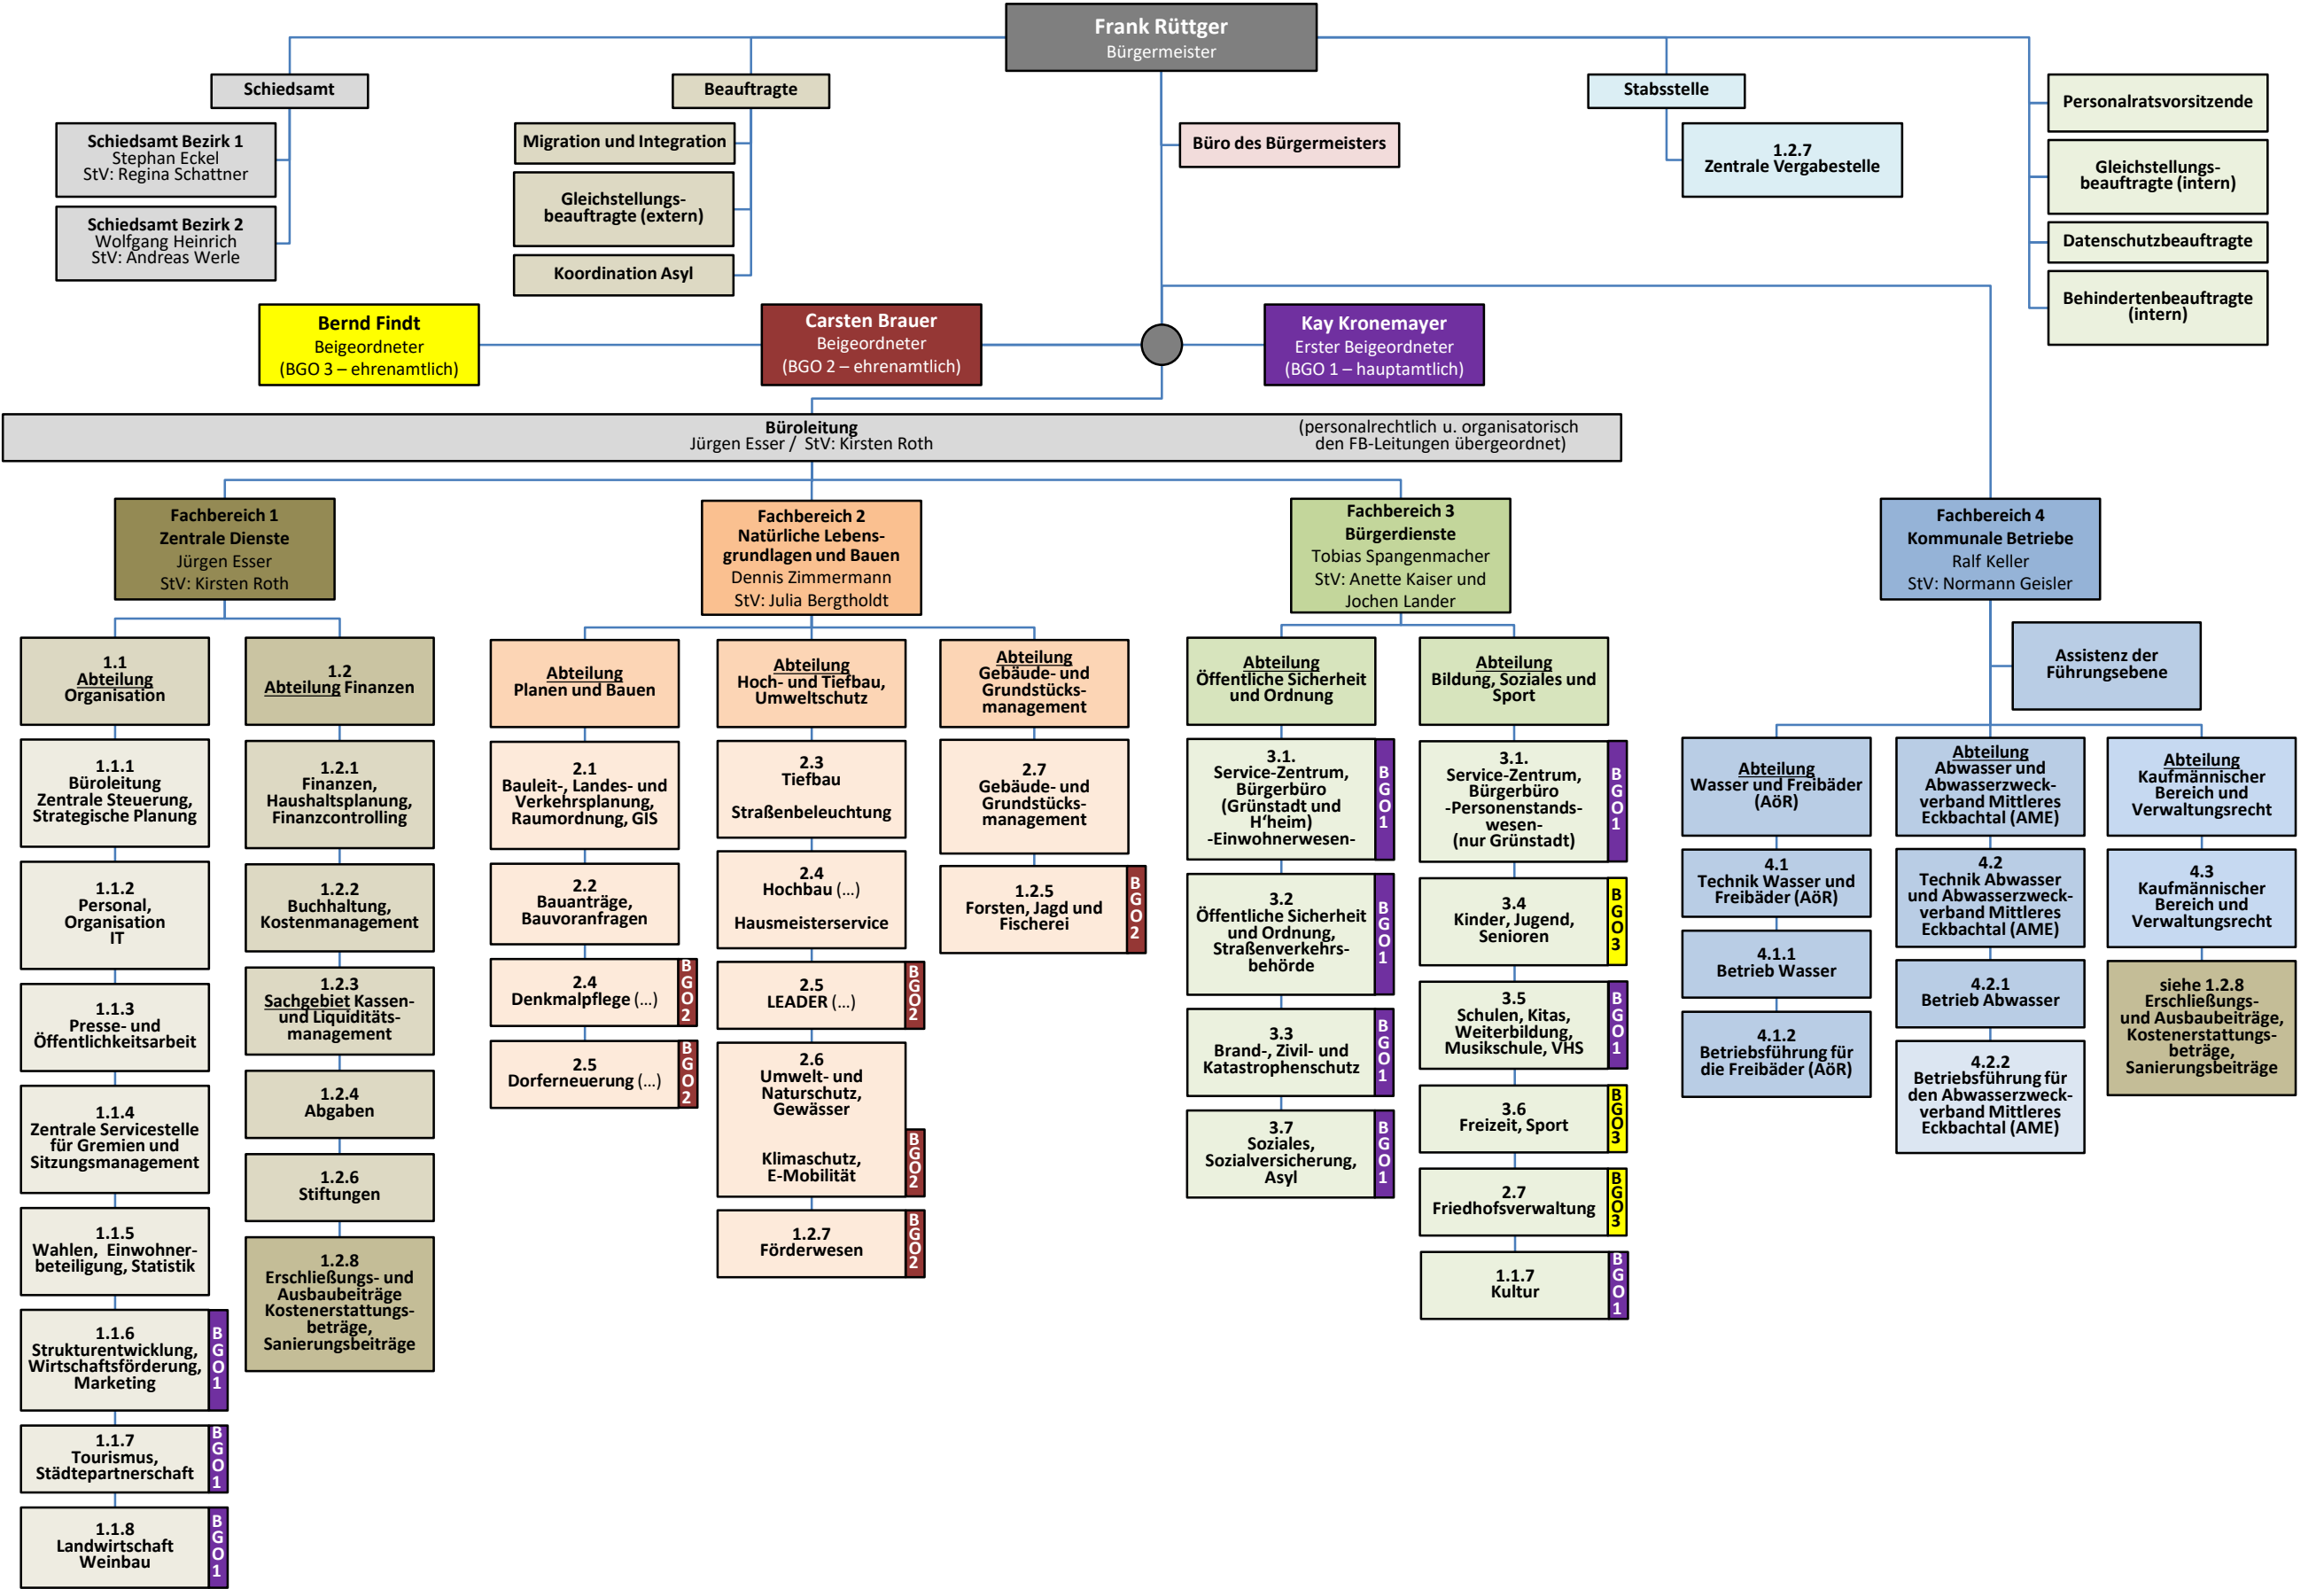 Frank Rüttger
Bürgermeister
Schiedsamt
Schiedsamt Bezirk 1
Stephan Eckel
StV: Regina Schattner
Schiedsamt Bezirk 2
Wolfgang Heinrich
StV: Andreas Werle
Beauftragte
Migration und Integration
Gleichstellungs-
beauftragte (extern)
Koordination Asyl
Büro des Bürgermeisters
Stabsstelle
1.2.7
Zentrale Vergabestelle
Personalratsvorsitzende
Gleichstellungs-
beauftragte (intern)
Datenschutzbeauftragte
Behindertenbeauftragte
(intern)
Bernd Findt
Beigeordneter
(BGO 3 – ehrenamtlich)
Carsten Brauer
Beigeordneter
(BGO 2 – ehrenamtlich)
Kay Kronemayer
Erster Beigeordneter
(BGO 1 – hauptamtlich)
Büroleitung
Jürgen Esser / StV: Kirsten Roth
(personalrechtlich u. organisatorisch
den FB-Leitungen übergeordnet)
Fachbereich 1
Zentrale Dienste
Jürgen Esser
StV: Kirsten Roth
1.1
Abteilung
Organisation
1.1.1
Büroleitung
Zentrale Steuerung,
Strategische Planung
1.1.2
Personal,
Organisation
IT
1.1.3
Presse- und
Öffentlichkeitsarbeit
1.1.4
Zentrale Servicestelle
für Gremien und
Sitzungsmanagement
1.1.5
Wahlen, Einwohner-
beteiligung, Statistik
1.1.6
Strukturentwicklung,
Wirtschaftsförderung,
Marketing
BGO1
1.1.7
Tourismus,
Städtepartnerschaft
BGO1
1.1.8
Landwirtschaft
Weinbau
BGO1
1.2
Abteilung Finanzen
1.2.1
Finanzen,
Haushaltsplanung,
Finanzcontrolling
1.2.2
Buchhaltung,
Kostenmanagement
1.2.3
Sachgebiet Kassen-
und Liquiditäts-
management
1.2.4
Abgaben
1.2.6
Stiftungen
1.2.8
Erschließungs- und
Ausbaubeiträge
Kostenerstattungs-
beträge,
Sanierungsbeiträge
Fachbereich 2
Natürliche Lebens-
grundlagen und Bauen
Dennis Zimmermann
StV: Julia Bergtholdt
Abteilung
Planen und Bauen
2.1
Bauleit-, Landes- und
Verkehrsplanung,
Raumordnung, GIS
2.2
Bauanträge,
Bauvoranfragen
2.4
Denkmalpflege (...)
BGO2
2.5
Dorferneuerung (...)
BGO2
Abteilung
Hoch- und Tiefbau,
Umweltschutz
2.3
Tiefbau
Straßenbeleuchtung
2.4
Hochbau (...)
Hausmeisterservice
2.5
LEADER (...)
BGO2
2.6
Umwelt- und
Naturschutz,
Gewässer
Klimaschutz,
E-Mobilität
BGO2
1.2.7
Förderwesen
BGO2
Abteilung
Gebäude- und
Grundstücks-
management
2.7
Gebäude- und
Grundstücks-
management
1.2.5
Forsten, Jagd und
Fischerei
BGO2
Fachbereich 3
Bürgerdienste
Tobias Spangenmacher
StV: Anette Kaiser und
Jochen Lander
Abteilung
Öffentliche Sicherheit
und Ordnung
3.1.
Service-Zentrum,
Bürgerbüro
(Grünstadt und
H'heim)
-Einwohnerwesen-
BGO1
3.2
Öffentliche Sicherheit
und Ordnung,
Straßenverkehrs-
behörde
BGO1
3.3
Brand-, Zivil- und
Katastrophenschutz
BGO1
3.7
Soziales,
Sozialversicherung,
Asyl
BGO1
Abteilung
Bildung, Soziales und
Sport
3.1.
Service-Zentrum,
Bürgerbüro
-Personenstands-
wesen-
(nur Grünstadt)
BGO1
3.4
Kinder, Jugend,
Senioren
BGO3
3.5
Schulen, Kitas,
Weiterbildung,
Musikschule, VHS
BGO1
3.6
Freizeit, Sport
BGO3
2.7
Friedhofsverwaltung
BGO3
1.1.7
Kultur
BGO1
Fachbereich 4
Kommunale Betriebe
Ralf Keller
StV: Normann Geisler
Assistenz der
Führungsebene
Abteilung
Wasser und Freibäder
(AöR)
4.1
Technik Wasser und
Freibäder (AöR)
4.1.1
Betrieb Wasser
4.1.2
Betriebsführung für
die Freibäder (AöR)
Abteilung
Abwasser und
Abwasserzweck-
verband Mittleres
Eckbachtal (AME)
4.2
Technik Abwasser
und Abwasserzweck-
verband Mittleres
Eckbachtal (AME)
4.2.1
Betrieb Abwasser
4.2.2
Betriebsführung für
den Abwasserzweck-
verband Mittleres
Eckbachtal (AME)
Abteilung
Kaufmännischer
Bereich und
Verwaltungsrecht
4.3
Kaufmännischer
Bereich und
Verwaltungsrecht
siehe 1.2.8
Erschließungs-
und Ausbaubeiträge,
Kostenerstattungs-
beträge,
Sanierungsbeiträge